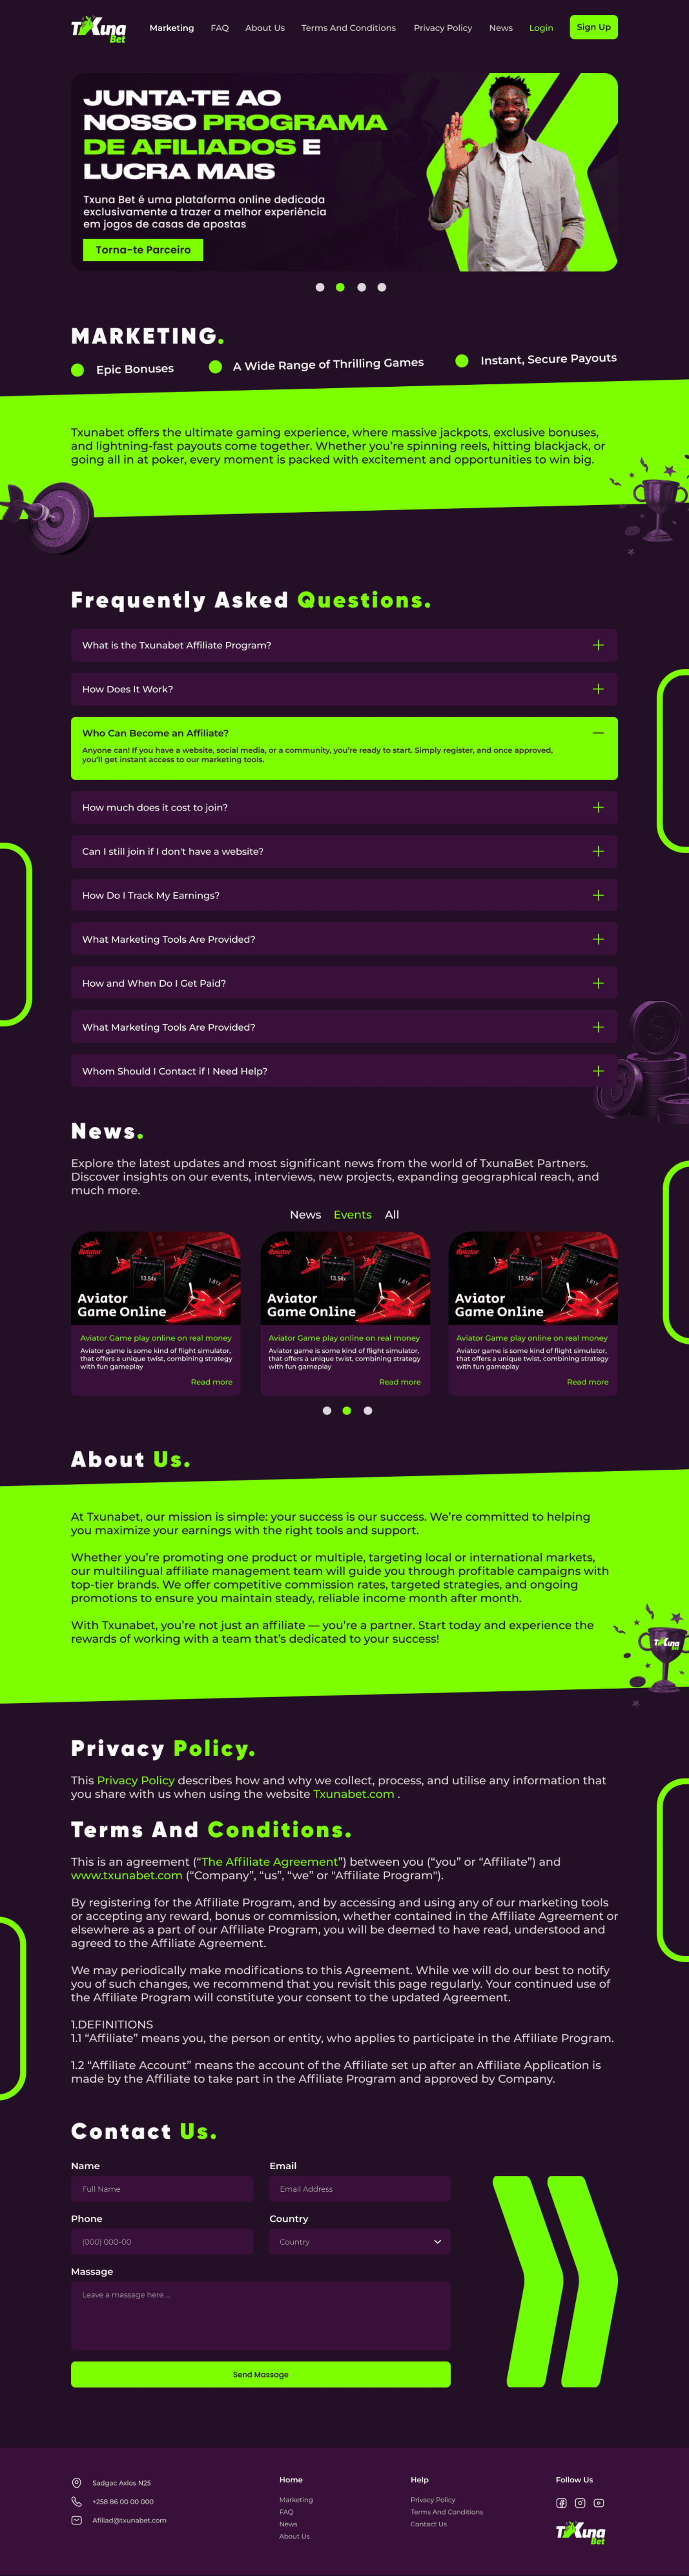 Txuna Bet
Marketing FAQ About Us Terms And Conditions Privacy Policy News Login Sign Up
JUNTA-TE AO
NOSSO PROGRAMA
DE AFILIADOS E
LUCRA MAIS
Txuna Bet é uma plataforma online dedicada
exclusivamente a trazer a melhor experiência
em jogos de casas de apostas
Torna-te Parceiro
MARKETING.
Epic Bonuses
A Wide Range of Thrilling Games
Instant, Secure Payouts
Txunabet offers the ultimate gaming experience, where massive jackpots, exclusive bonuses,
and lightning-fast payouts come together. Whether you're spinning reels, hitting blackjack, or
going all in at poker, every moment is packed with excitement and opportunities to win big.
Frequently Asked Questions.
What is the Txunabet Affiliate Program?
How Does It Work?
Who Can Become an Affiliate?
Anyone can! If you have a website, social media, or a community, you're ready to start. Simply register, and once approved,
you'll get instant access to our marketing tools.
How much does it cost to join?
Can I still join if I don't have a website?
How Do I Track My Earnings?
What Marketing Tools Are Provided?
How and When Do I Get Paid?
What Marketing Tools Are Provided?
Whom Should I Contact if I Need Help?
News.
Explore the latest updates and most significant news from the world of TxunaBet Partners.
Discover insights on our events, interviews, new projects, expanding geographical reach, and
much more.
News Events All
Aviator
13.54x
1.61x
Aviator
Game Online
Aviator Game play online on real money
Aviator game is some kind of flight simulator,
that offers a unique twist, combining strategy
with fun gameplay
Read more
Aviator
13.54x
1.61x
Aviator
Game Online
Aviator Game play online on real money
Aviator game is some kind of flight simulator,
that offers a unique twist, combining strategy
with fun gameplay
Read more
Aviator
13.54x
1.61x
Aviator
Game Online
Aviator Game play online on real money
Aviator game is some kind of flight simulator,
that offers a unique twist, combining strategy
with fun gameplay
Read more
About Us.
At Txunabet, our mission is simple: your success is our success. We're committed to helping
you maximize your earnings with the right tools and support.
Whether you're promoting one product or multiple, targeting local or international markets,
our multilingual affiliate management team will guide you through profitable campaigns with
top-tier brands. We offer competitive commission rates, targeted strategies, and ongoing
promotions to ensure you maintain steady, reliable income month after month.
With Txunabet, you're not just an affiliate — you're a partner. Start today and experience the
rewards of working with a team that's dedicated to your success!
Txuna Bet
Privacy Policy.
This Privacy Policy describes how and why we collect, process, and utilise any information that
you share with us when using the website Txunabet.com .
Terms And Conditions.
This is an agreement (“The Affiliate Agreement”) between you (“you” or “Affiliate”) and
www.txunabet.com (“Company”, “us”, “we” or "Affiliate Program").
By registering for the Affiliate Program, and by accessing and using any of our marketing tools
or accepting any reward, bonus or commission, whether contained in the Affiliate Agreement or
elsewhere as a part of our Affiliate Program, you will be deemed to have read, understood and
agreed to the Affiliate Agreement.
We may periodically make modifications to this Agreement. While we will do our best to notify
you of such changes, we recommend that you revisit this page regularly. Your continued use of
the Affiliate Program will constitute your consent to the updated Agreement.
1.DEFINITIONS
1.1 “Affiliate” means you, the person or entity, who applies to participate in the Affiliate Program.
1.2 “Affiliate Account” means the account of the Affiliate set up after an Affiliate Application is
made by the Affiliate to take part in the Affiliate Program and approved by Company.
Contact Us.
Name Email
Full Name Email Address
Phone Country
(000) 000-00 Country
Massage
Leave a massage here ...
Send Massage
Sadgac Axlos N25
+258 86 00 00 000
Afiliad@txunabet.com
Home
Marketing
FAQ
News
About Us
Help
Privacy Policy
Terms And Conditions
Contact Us
Follow Us
Txuna Bet